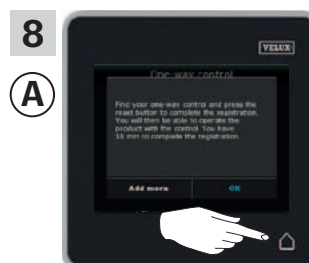 8
A
VELUX
One-way control
Find your one-way control and press the
reset button to complete the registration.
You will then be able to operate the
product with the control. You have
10 min to complete the registration.
Add more OK